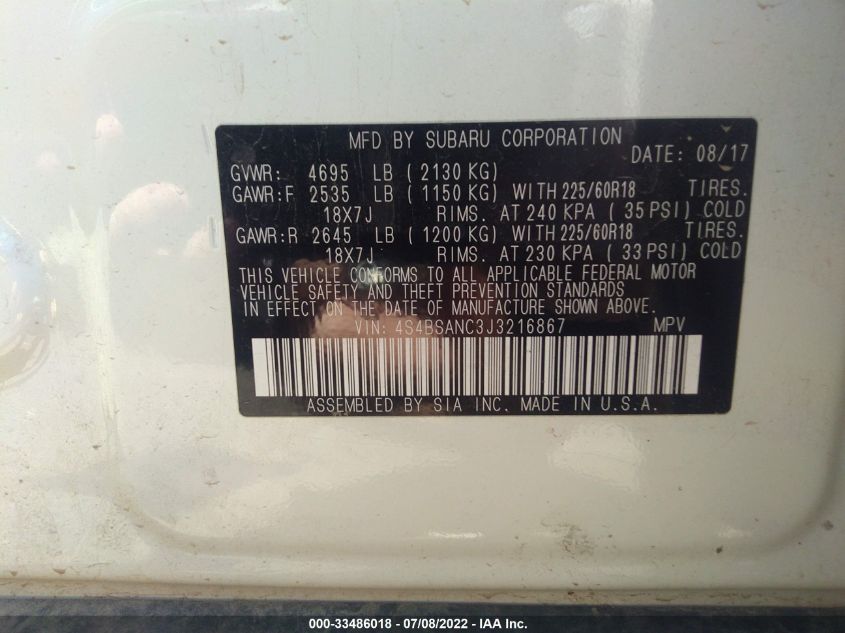 MFD BY SUBARU CORPORATION
DATE: 08/17
GVWR: 4695 LB ( 2130 KG)
GAWR:F 2535 LB ( 1150 KG) WITH 225/60R18 TIRES.
18X7J RIMS. AT 240 KPA ( 35 PSI) COLD
GAWR:R 2645 LB ( 1200 KG) WITH 225/60R18 TIRES.
18X7J RIMS. AT 230 KPA ( 33 PSI) COLD
THIS VEHICLE CONFORMS TO ALL APPLICABLE FEDERAL MOTOR
VEHICLE SAFETY AND THEFT PREVENTION STANDARDS
IN EFFECT ON THE DATE OF MANUFACTURE SHOWN ABOVE.
VIN: 4S4BSANC3J3216867 MPV
ASSEMBLED BY SIA INC. MADE IN U.S.A.
000-33486018 - 07/08/2022 - IAA Inc.